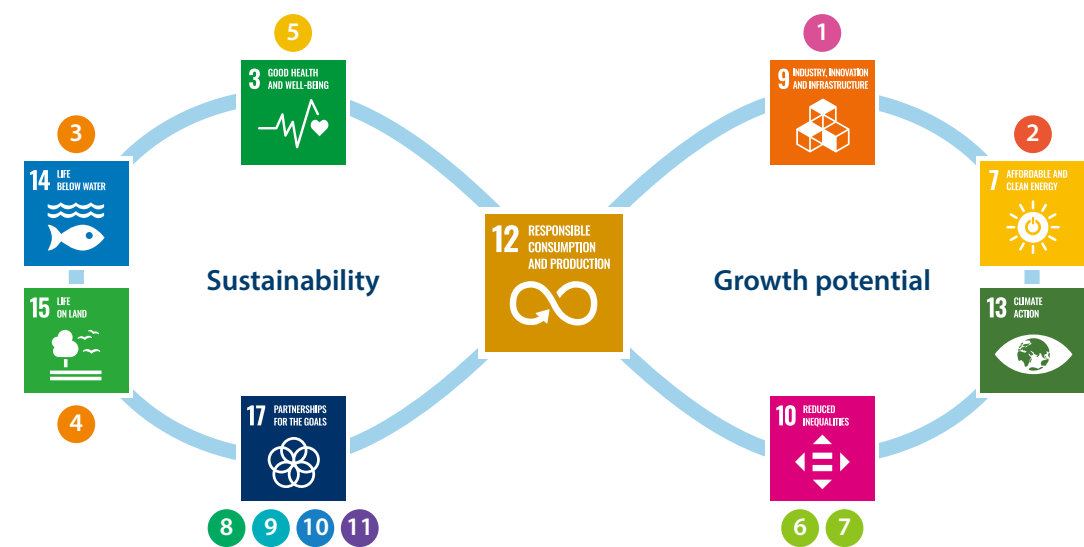 5
1
3 GOOD HEALTH
AND WELL-BEING
9 INDUSTRY, INNOVATION
AND INFRASTRUCTURE
3
2
14 LIFE
BELOW WATER
7 AFFORDABLE AND
CLEAN ENERGY
12 RESPONSIBLE
CONSUMPTION
AND PRODUCTION
Sustainability
Growth potential
15 LIFE
ON LAND
13 CLIMATE
ACTION
4
17 PARTNERSHIPS
FOR THE GOALS
10 REDUCED
INEQUALITIES
8 9 10 11
6 7